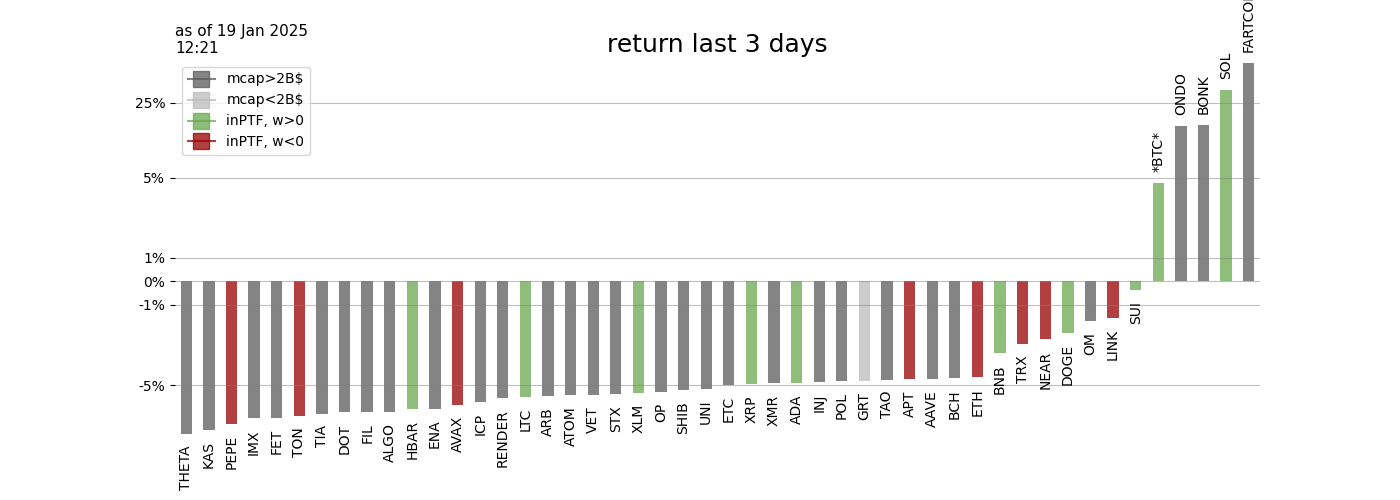 as of 19 Jan 2025
12:21
return last 3 days
mcap>2B$
mcap<2B$
inPTF, w>0
inPTF, w<0
25%
5%
1%
0%
-1%
-5%
THETA
KAS
PEPE
IMX
FET
TON
TIA
DOT
FIL
ALGO
HBAR
ENA
AVAX
ICP
RENDER
LTC
ARB
ATOM
VET
STX
XLM
OP
SHIB
UNI
ETC
XRP
XMR
ADA
INJ
POL
GRT
TAO
APT
AAVE
BCH
ETH
BNB
TRX
NEAR
DOGE
OM
LINK
SUI
*BTC*
ONDO
BONK
SOL